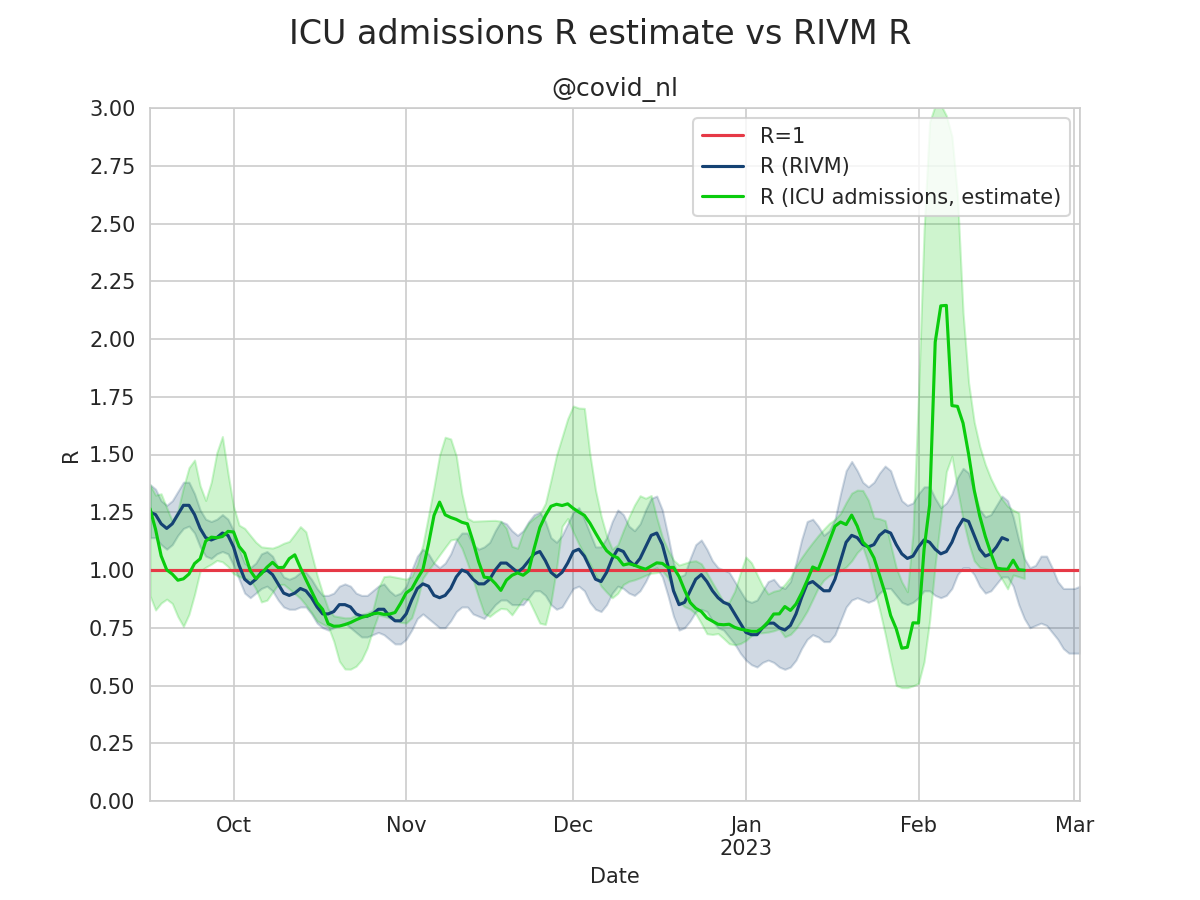 ICU admissions R estimate vs RIVM R
@covid_nl
R=1
R (RIVM)
R (ICU admissions, estimate)
3.00
2.75
2.50
2.25
2.00
1.75
1.50
1.25
1.00
0.75
0.50
0.25
0.00
R
Oct Nov Dec Jan Feb Mar
2023
Date